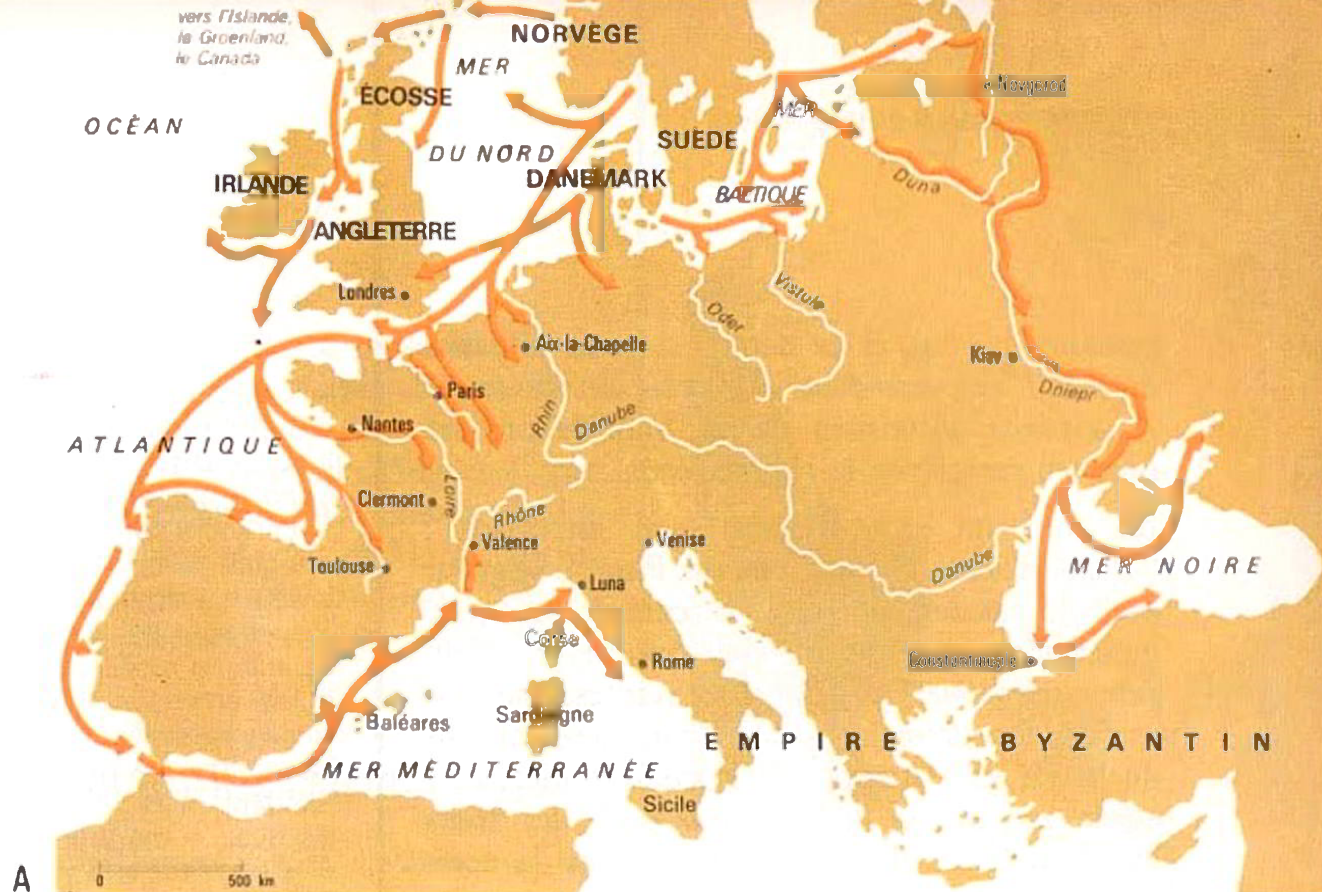 vers l'Islande,
le Groenland,
le Canada
NORVÈGE
MER
ÉCOSSE
Novgorod
OCÉAN
MER
SUÈDE
DU NORD
DANEMARK
IRLANDE
Duna
BALTIQUE
ANGLETERRE
Londres
Vistule
Oder
Aix-la-Chapelle
Kiev
Paris
Dniepr
Rhin
Danube
Nantes
ATLANTIQUE
Clermont
Loire
Rhône
Valence
Venise
Toulouse
Danube
MER NOIRE
Luna
Corse
Rome
Constantinople
Baléares
Sardaigne
EMPIRE BYZANTIN
MER MÉDITERRANÉE
Sicile
A
0 500 km